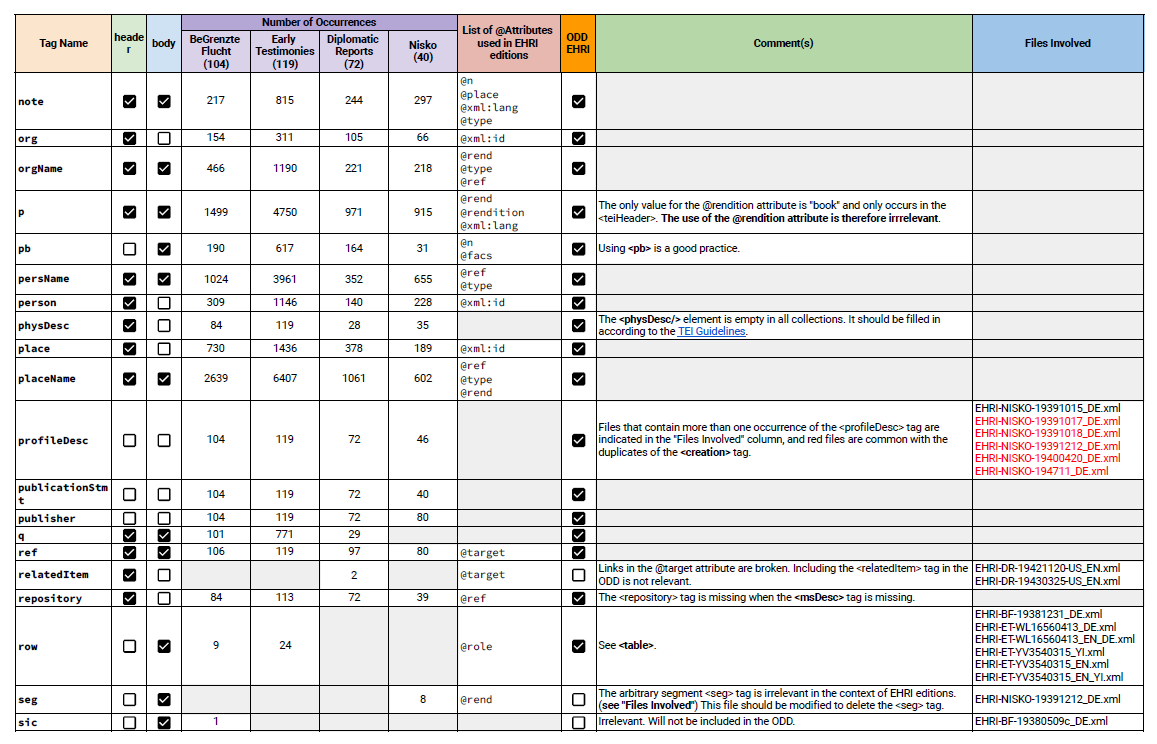 Number of Occurrences
Tag Name
heade
r
body
BeGrenzte
Flucht
(104)
Early
Testimonies
(119)
Diplomatic
Reports
(72)
Nisko
(40)
List of @Attributes
used in EHRI
editions
ODD
EHRI
Comment(s)
Files Involved
note 217 815 244 297
@n
@place
@xml:lang
@type
org 154 311 105 66 @xml:id
orgName 466 1190 221 218
@rend
@type
@ref
p 1499 4750 971 915
@rend
@rendition
@xml:lang
The only value for the @rendition attribute is "book" and only occurs in the
<teiHeader>. The use of the @rendition attribute is therefore irrrelevant.
pb 190 617 164 31
@n
@facs
Using <pb> is a good practice.
persName 1024 3961 352 655
@ref
@type
person 309 1146 140 228 @xml:id
physDesc 84 119 28 35
The <physDesc/> element is empty in all collections. It should be filled in
according to the TEI Guidelines.
place 730 1436 378 189 @xml:id
placeName 2639 6407 1061 602
@ref
@type
@rend
profileDesc 104 119 72 46
Files that contain more than one occurrence of the <profileDesc> tag are
indicated in the "Files Involved" column, and red files are common with the
duplicates of the <creation> tag.
EHRI-NISKO-19391015_DE.xml
EHRI-NISKO-19391017_DE.xml
EHRI-NISKO-19391018_DE.xml
EHRI-NISKO-19391212_DE.xml
EHRI-NISKO-19400420_DE.xml
EHRI-NISKO-194711_DE.xml
publicationStm
t
104 119 72 40
publisher 104 119 72 80
q 101 771 29
ref 106 119 97 80 @target
relatedItem 2 @target
Links in the @target attribute are broken. Including the <relatedItem> tag in the
ODD is not relevant.
EHRI-DR-19421120-US_EN.xml
EHRI-DR-19430325-US_EN.xml
repository 84 113 72 39 @ref The <repository> tag is missing when the <msDesc> tag is missing.
row 9 24 @role See <table>.
EHRI-BF-19381231_DE.xml
EHRI-ET-WL16560413_DE.xml
EHRI-ET-WL16560413_EN_DE.xml
EHRI-ET-YV3540315_YI.xml
EHRI-ET-YV3540315_EN.xml
EHRI-ET-YV3540315_EN_YI.xml
seg 8 @rend
The arbitrary segment <seg> tag is irrelevant in the context of EHRI editions.
(see "Files Involved") This file should be modified to delete the <seg> tag.
EHRI-NISKO-19391212_DE.xml
sic 1 Irrelevant. Will not be included in the ODD. EHRI-BF-19380509c_DE.xml